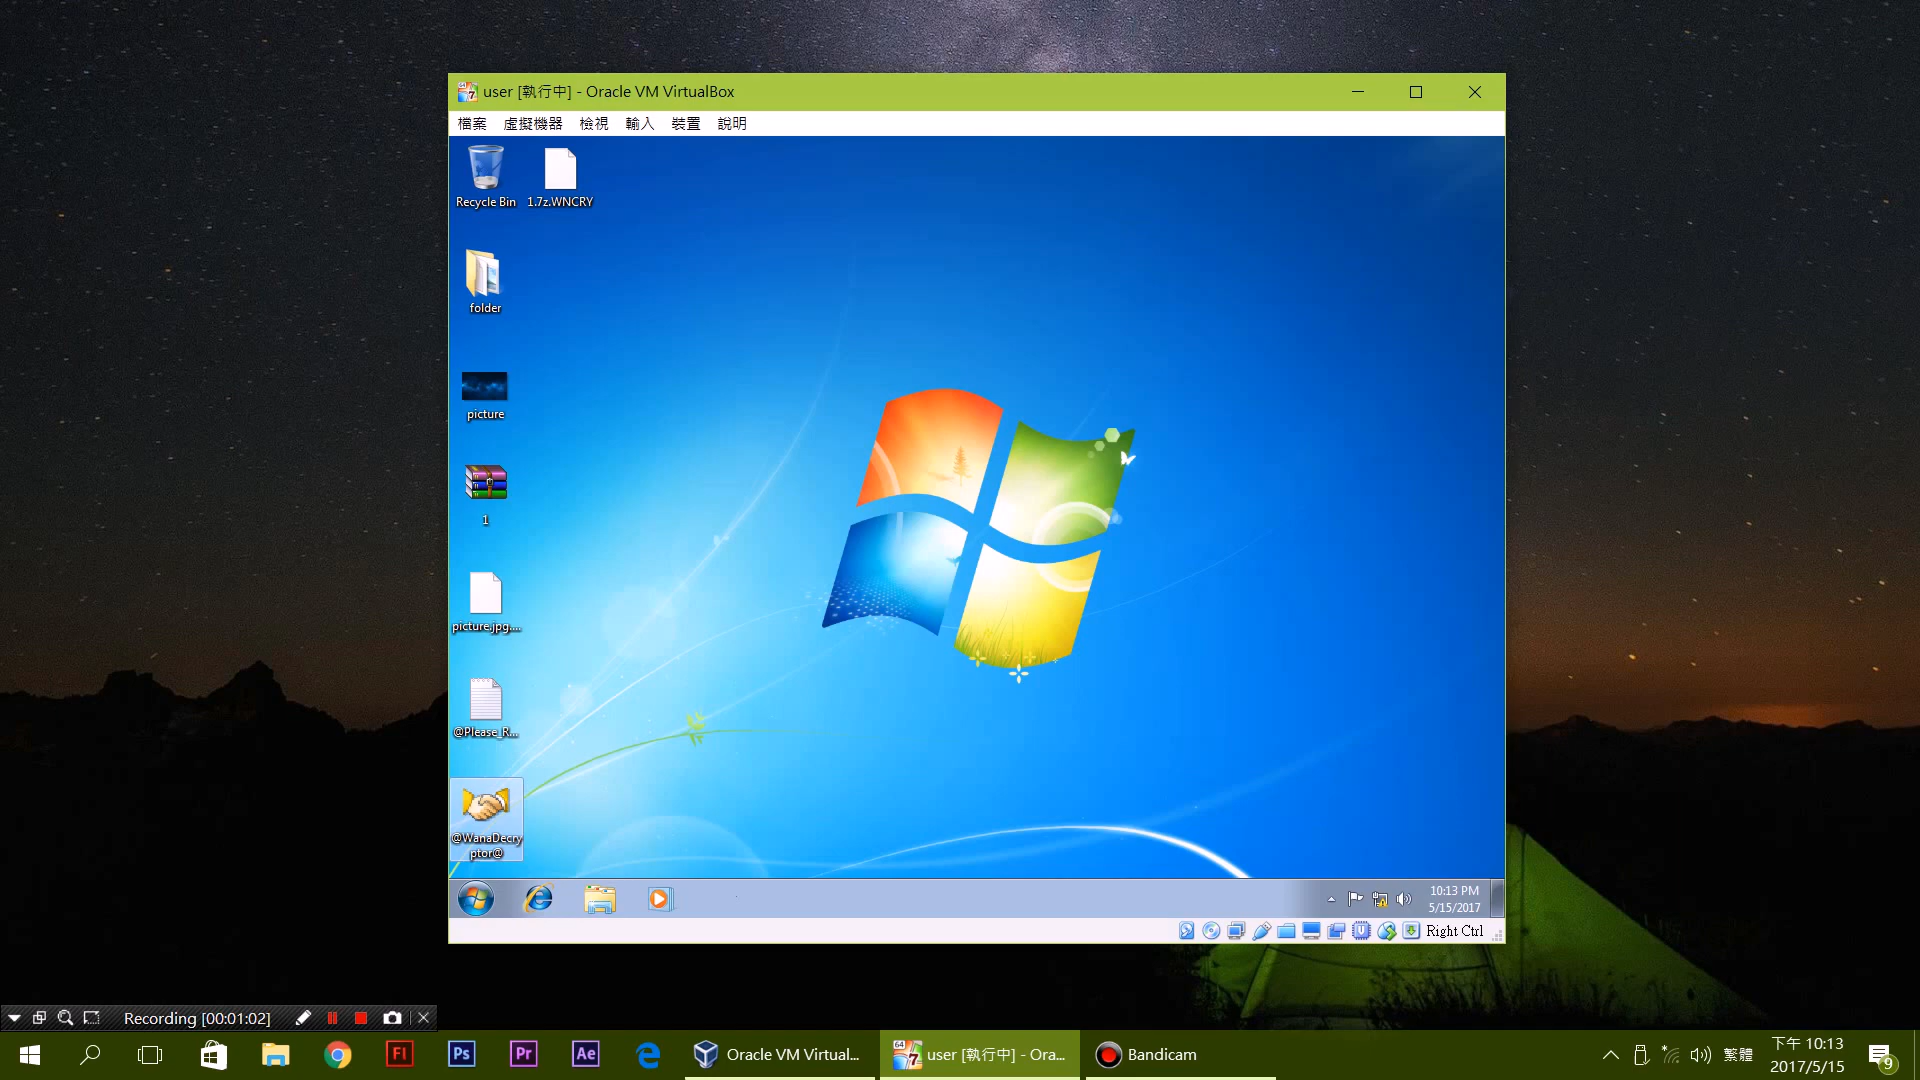 user [執行中] - Oracle VM VirtualBox
檔案 虛擬機器 檢視 輸入 裝置 說明
Recycle Bin
1.7z.WNCRY
folder
picture
1
picture.jpg....
@Please_R...
@WanaDecry
ptor@
10:13 PM
5/15/2017
Right Ctrl
Recording [00:01:02]
Fl
Ps
Pr
Ae
Oracle VM Virtual...
64
7
user [執行中] - Ora...
Bandicam
繁體
下午 10:13
2017/5/15
9